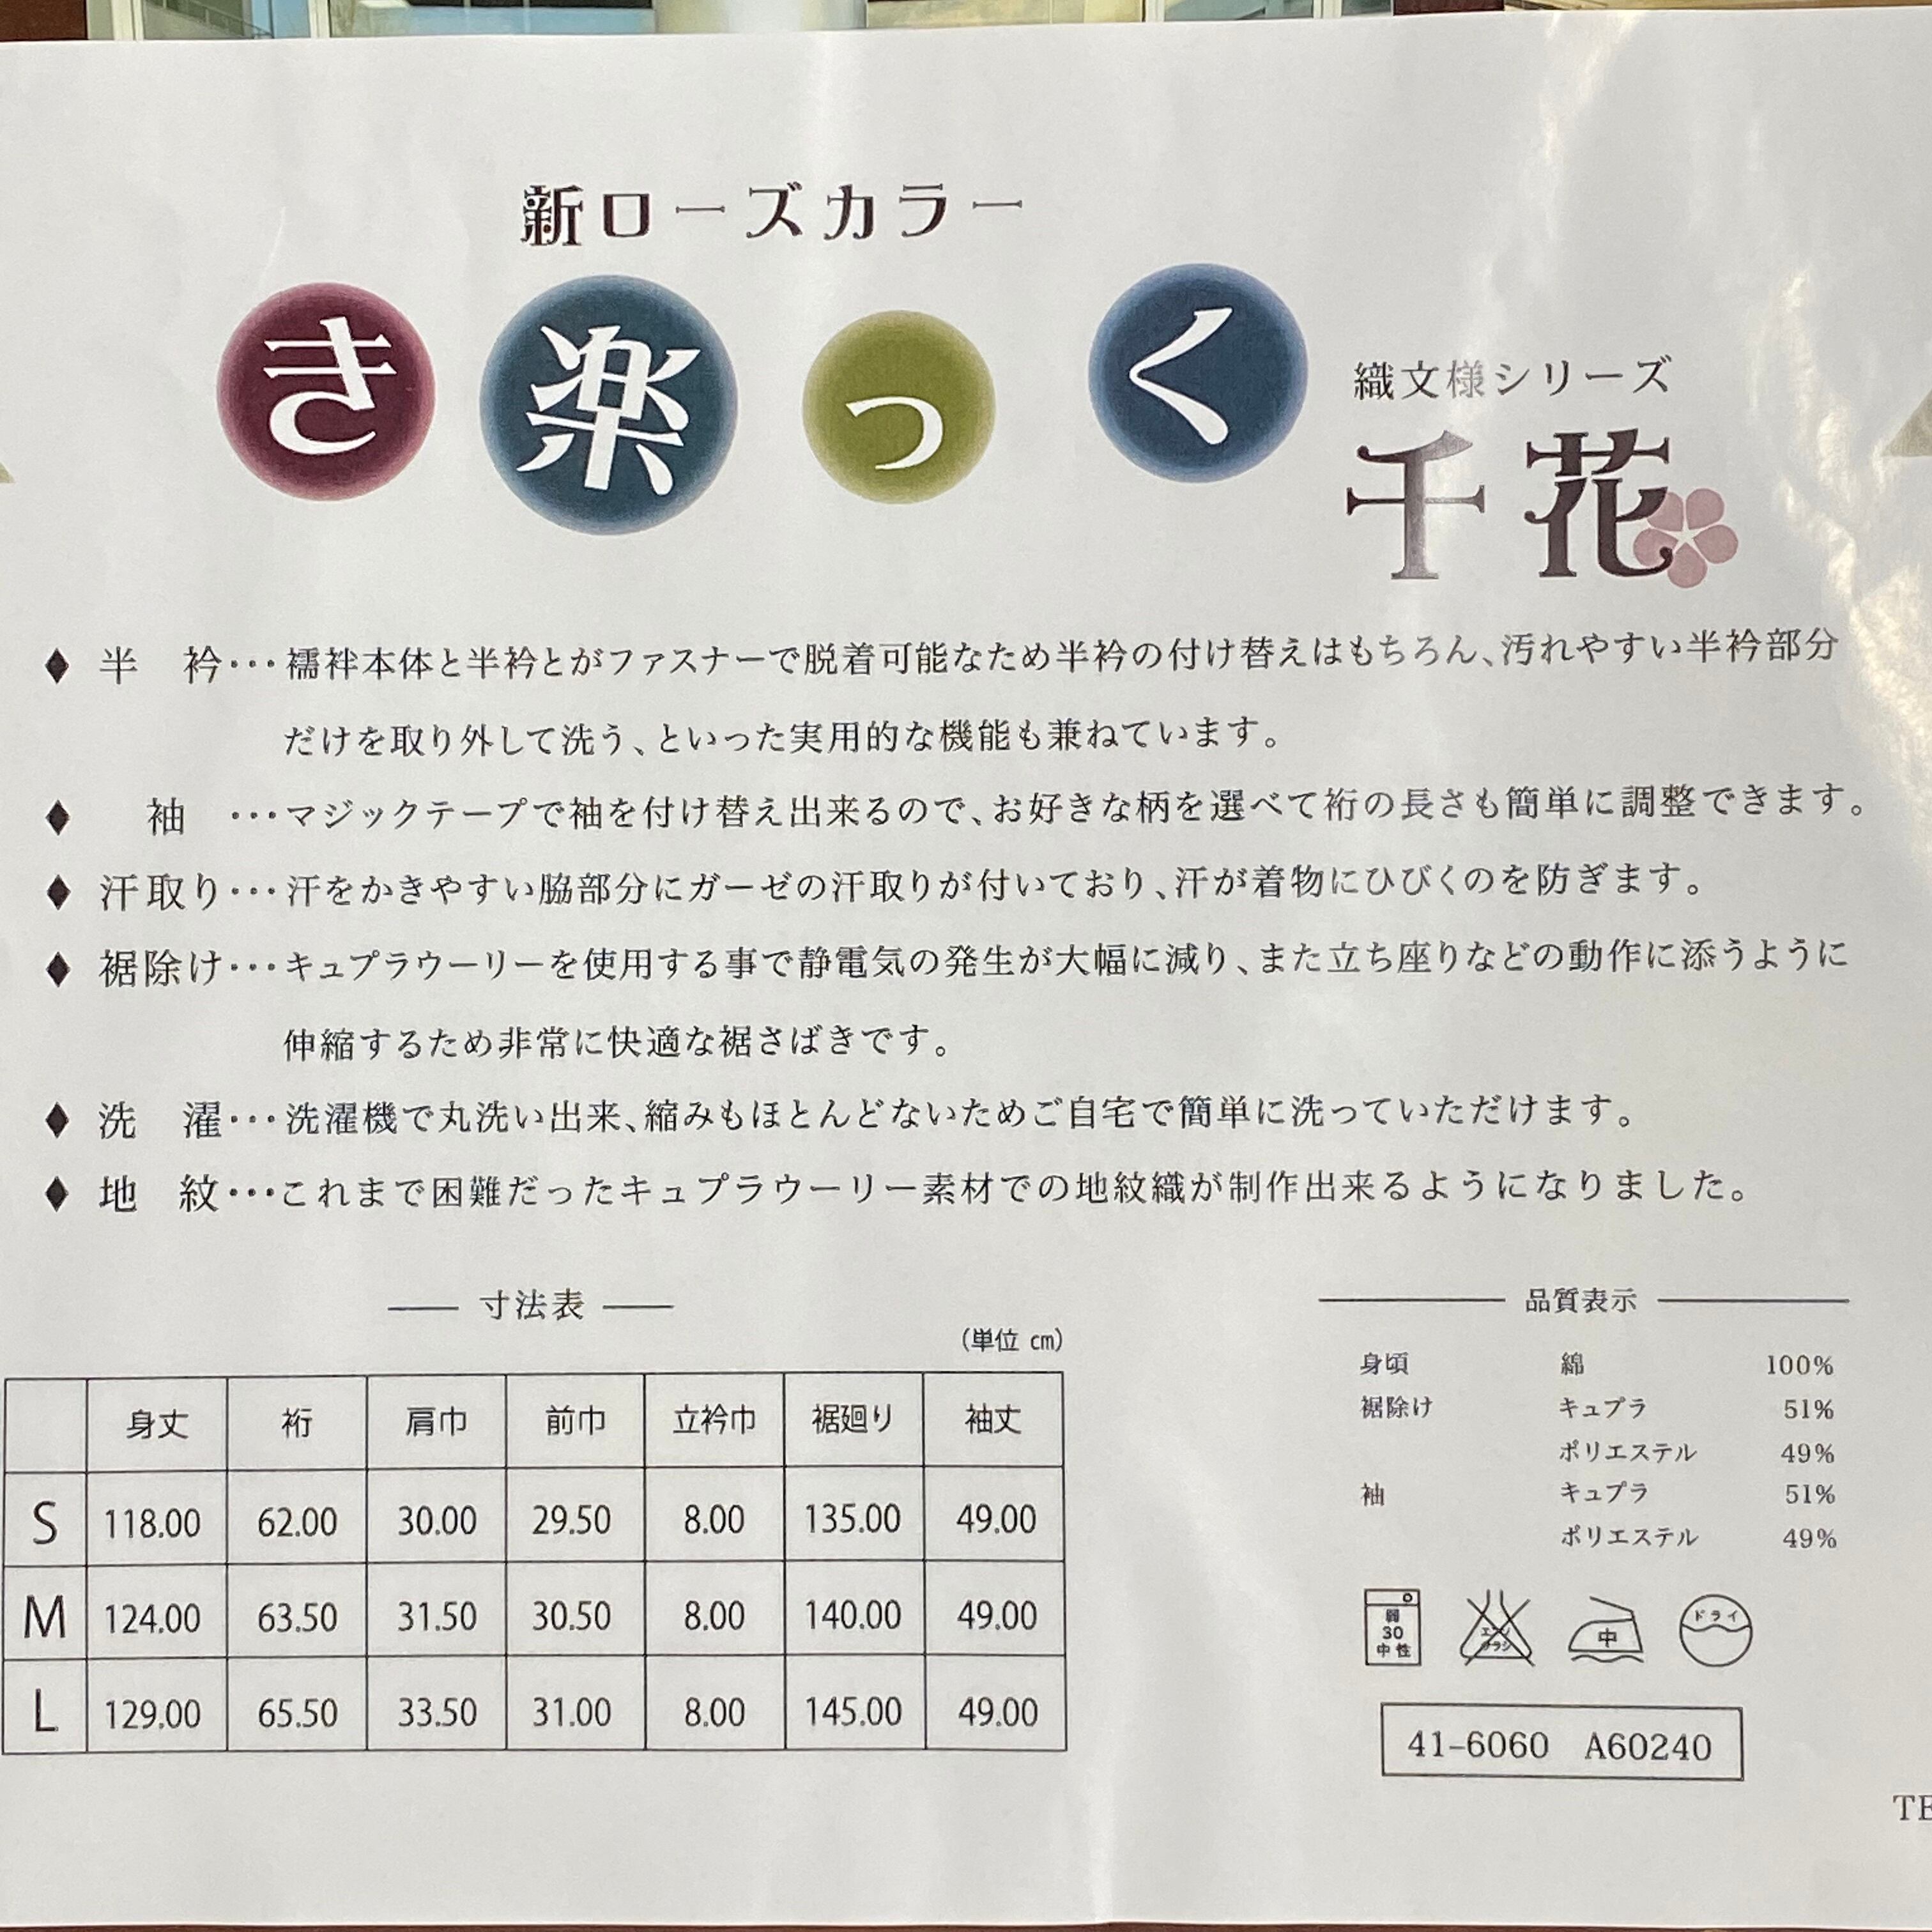 新ローズカラー
き楽っく
織文様シリーズ
千花
◆ 半 衿…襦袢本体と半衿とがファスナーで脱着可能なため半衿の付け替えはもちろん、汚れやすい半衿部分
だけを取り外して洗う、といった実用的な機能も兼ねています。
◆ 袖 …マジックテープで袖を付け替え出来るので、お好きな柄を選べて裄の長さも簡単に調整できます。
◆ 汗取り…汗をかきやすい脇部分にガーゼの汗取りが付いており、汗が着物にひびくのを防ぎます。
◆ 裾除け…キュプラウーリーを使用する事で静電気の発生が大幅に減り、また立ち座りなどの動作に添うように
伸縮するため非常に快適な裾さばきです。
◆ 洗 濯…洗濯機で丸洗い出来、縮みもほとんどないためご自宅で簡単に洗っていただけます。
◆ 地 紋…これまで困難だったキュプラウーリー素材での地紋織が制作出来るようになりました。
寸法表
(単位 ㎝)
身丈 裄 肩巾 前巾 立衿巾 裾廻り 袖丈
S 118.00 62.00 30.00 29.50 8.00 135.00 49.00
M 124.00 63.50 31.50 30.50 8.00 140.00 49.00
L 129.00 65.50 33.50 31.00 8.00 145.00 49.00
品質表示
身頃 綿 100%
裾除け キュプラ 51%
ポリエステル 49%
袖 キュプラ 51%
ポリエステル 49%
弱
30
中性
エンソ
サラシ
中
ドライ
41-6060 A60240
TE